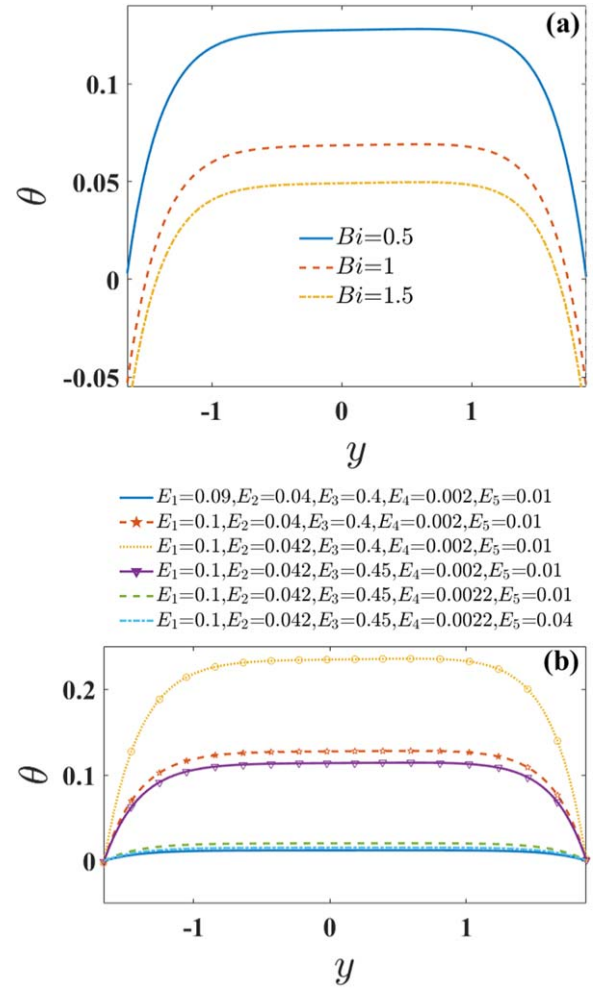 (a)
0.1
0.05
0
-0.05
θ
Bi=0.5
Bi=1
Bi=1.5
-1 0 1
y
E₁=0.09,E₂=0.04,E₃=0.4,E₄=0.002,E₅=0.01
E₁=0.1,E₂=0.04,E₃=0.4,E₄=0.002,E₅=0.01
E₁=0.1,E₂=0.042,E₃=0.4,E₄=0.002,E₅=0.01
E₁=0.1,E₂=0.042,E₃=0.45,E₄=0.002,E₅=0.01
E₁=0.1,E₂=0.042,E₃=0.45,E₄=0.0022,E₅=0.01
E₁=0.1,E₂=0.042,E₃=0.45,E₄=0.0022,E₅=0.04
(b)
0.2
0.1
0
θ
-1 0 1
y